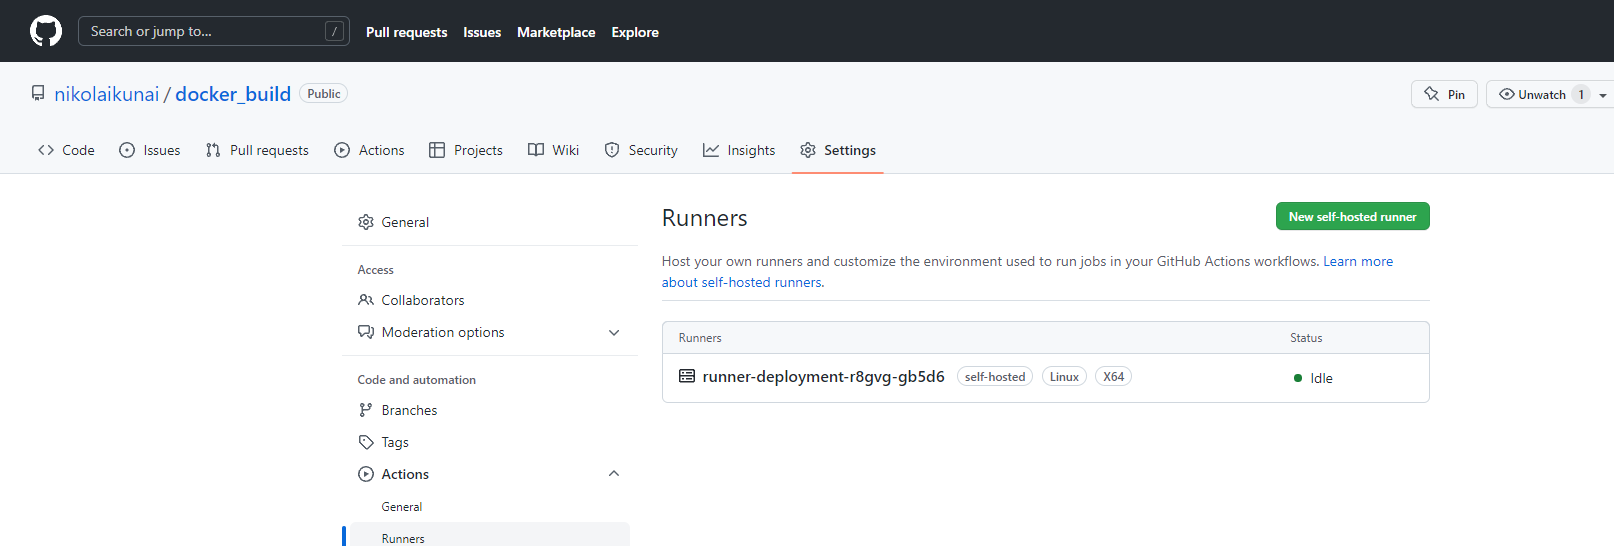 Search or jump to... / Pull requests Issues Marketplace Explore
nikolaikunai / docker_build Public Pin Unwatch 1
Code Issues Pull requests Actions Projects Wiki Security Insights Settings
General
Access
Collaborators
Moderation options
Code and automation
Branches
Tags
Actions
General
Runners
Runners New self-hosted runner
Host your own runners and customize the environment used to run jobs in your GitHub Actions workflows. Learn more
about self-hosted runners.
Runners Status
runner-deployment-r8gvg-gb5d6 self-hosted Linux X64 Idle